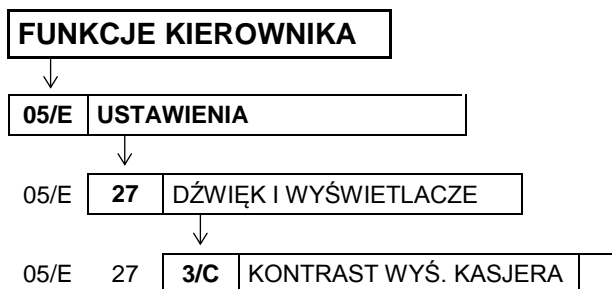 FUNKCJE KIEROWNIKA
05/E USTAWIENIA
05/E 27 DŹWIĘK I WYŚWIETLACZE
05/E 27 3/C KONTRAST WYŚ. KASJERA